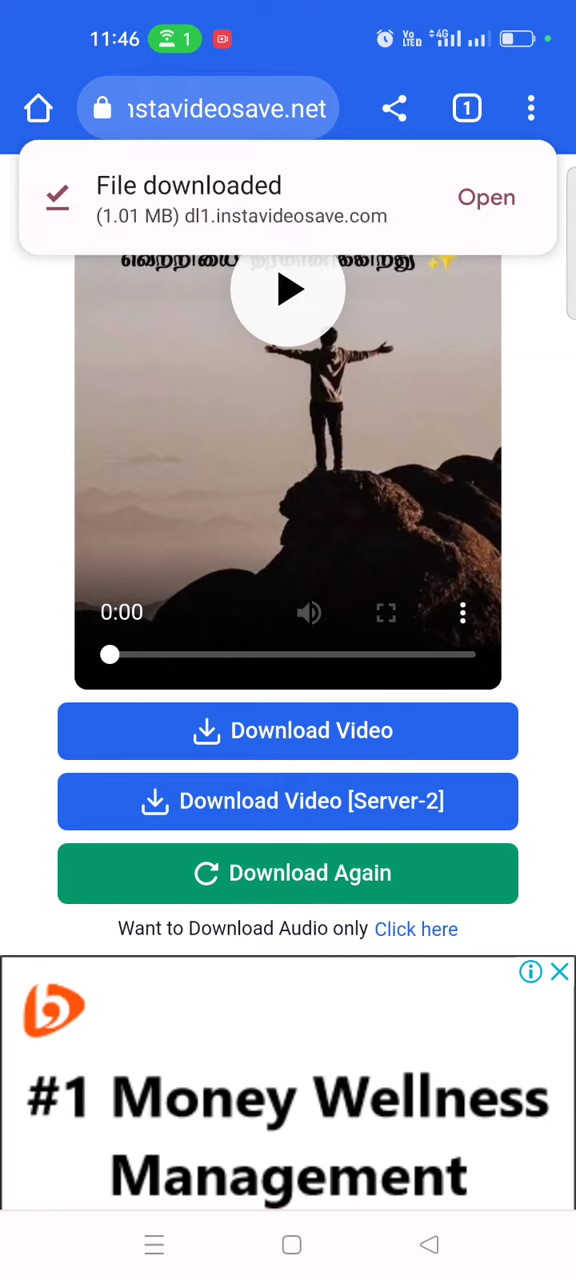 11:46 1 Vo LTED 4G
nstavideosave.net 1
File downloaded
(1.01 MB) dl1.instavideosave.com
Open
0:00
Download Video
Download Video [Server-2]
Download Again
Want to Download Audio only Click here
#1 Money Wellness
Management